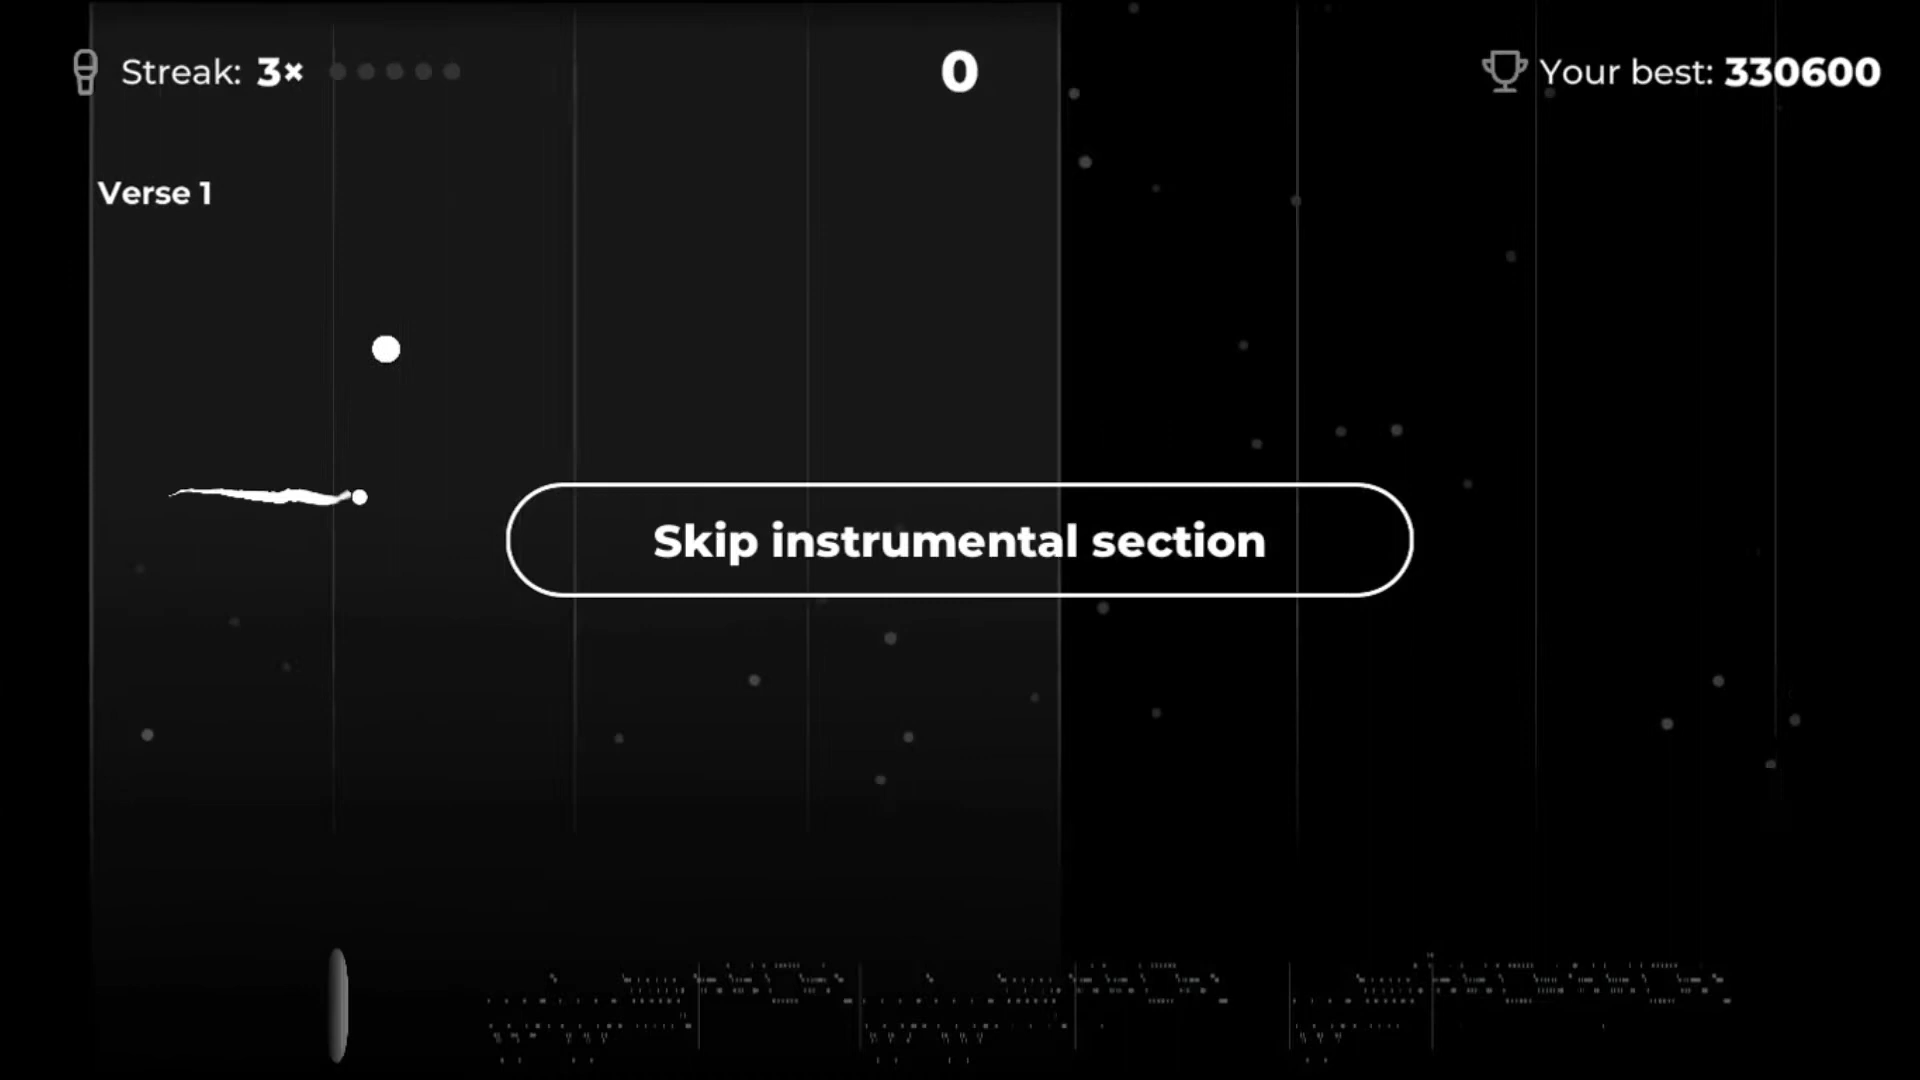 Streak: 3×
0
Your best: 330600
Verse 1
Skip instrumental section